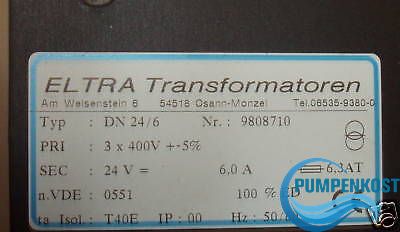 ELTRA Transformatoren
Am Weisenstein 6 54518 Osann-Monzel Tel.06535-9380-0
Typ : DN 24/6 Nr.: 9808710
PRI : 3 x 400V +-5%
SEC : 24 V = 6.0 A 6,3AT
n.VDE : 0551 100 % ED
PUMPENKOST
ta Isol.: T40E IP : 00 Hz : 50/